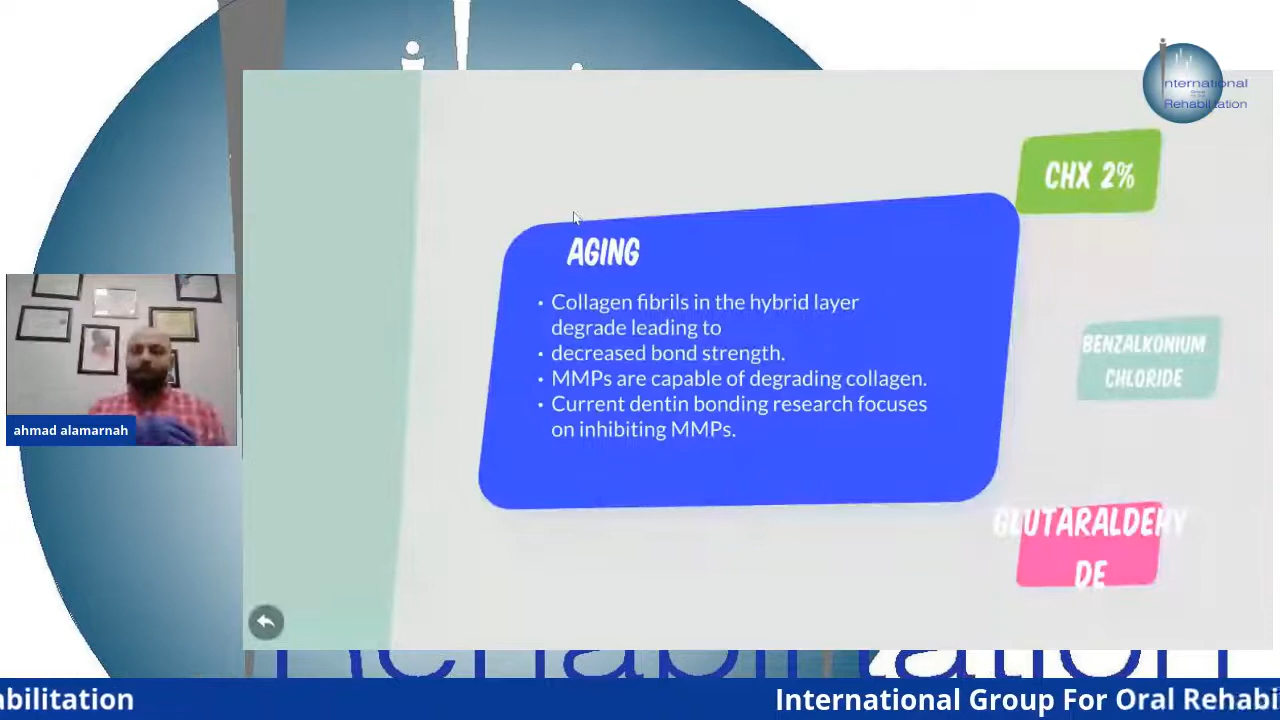 nternational
Rehabilitation
CHX 2%
AGING
• Collagen fibrils in the hybrid layer
degrade leading to
• decreased bond strength.
• MMPs are capable of degrading collagen.
• Current dentin bonding research focuses
on inhibiting MMPs.
BENZALKONIUM
CHLORIDE
GLUTARALDEHY
DE
ahmad alamarnah
Rehabilitation
abilitation
International Group For Oral Rehabi